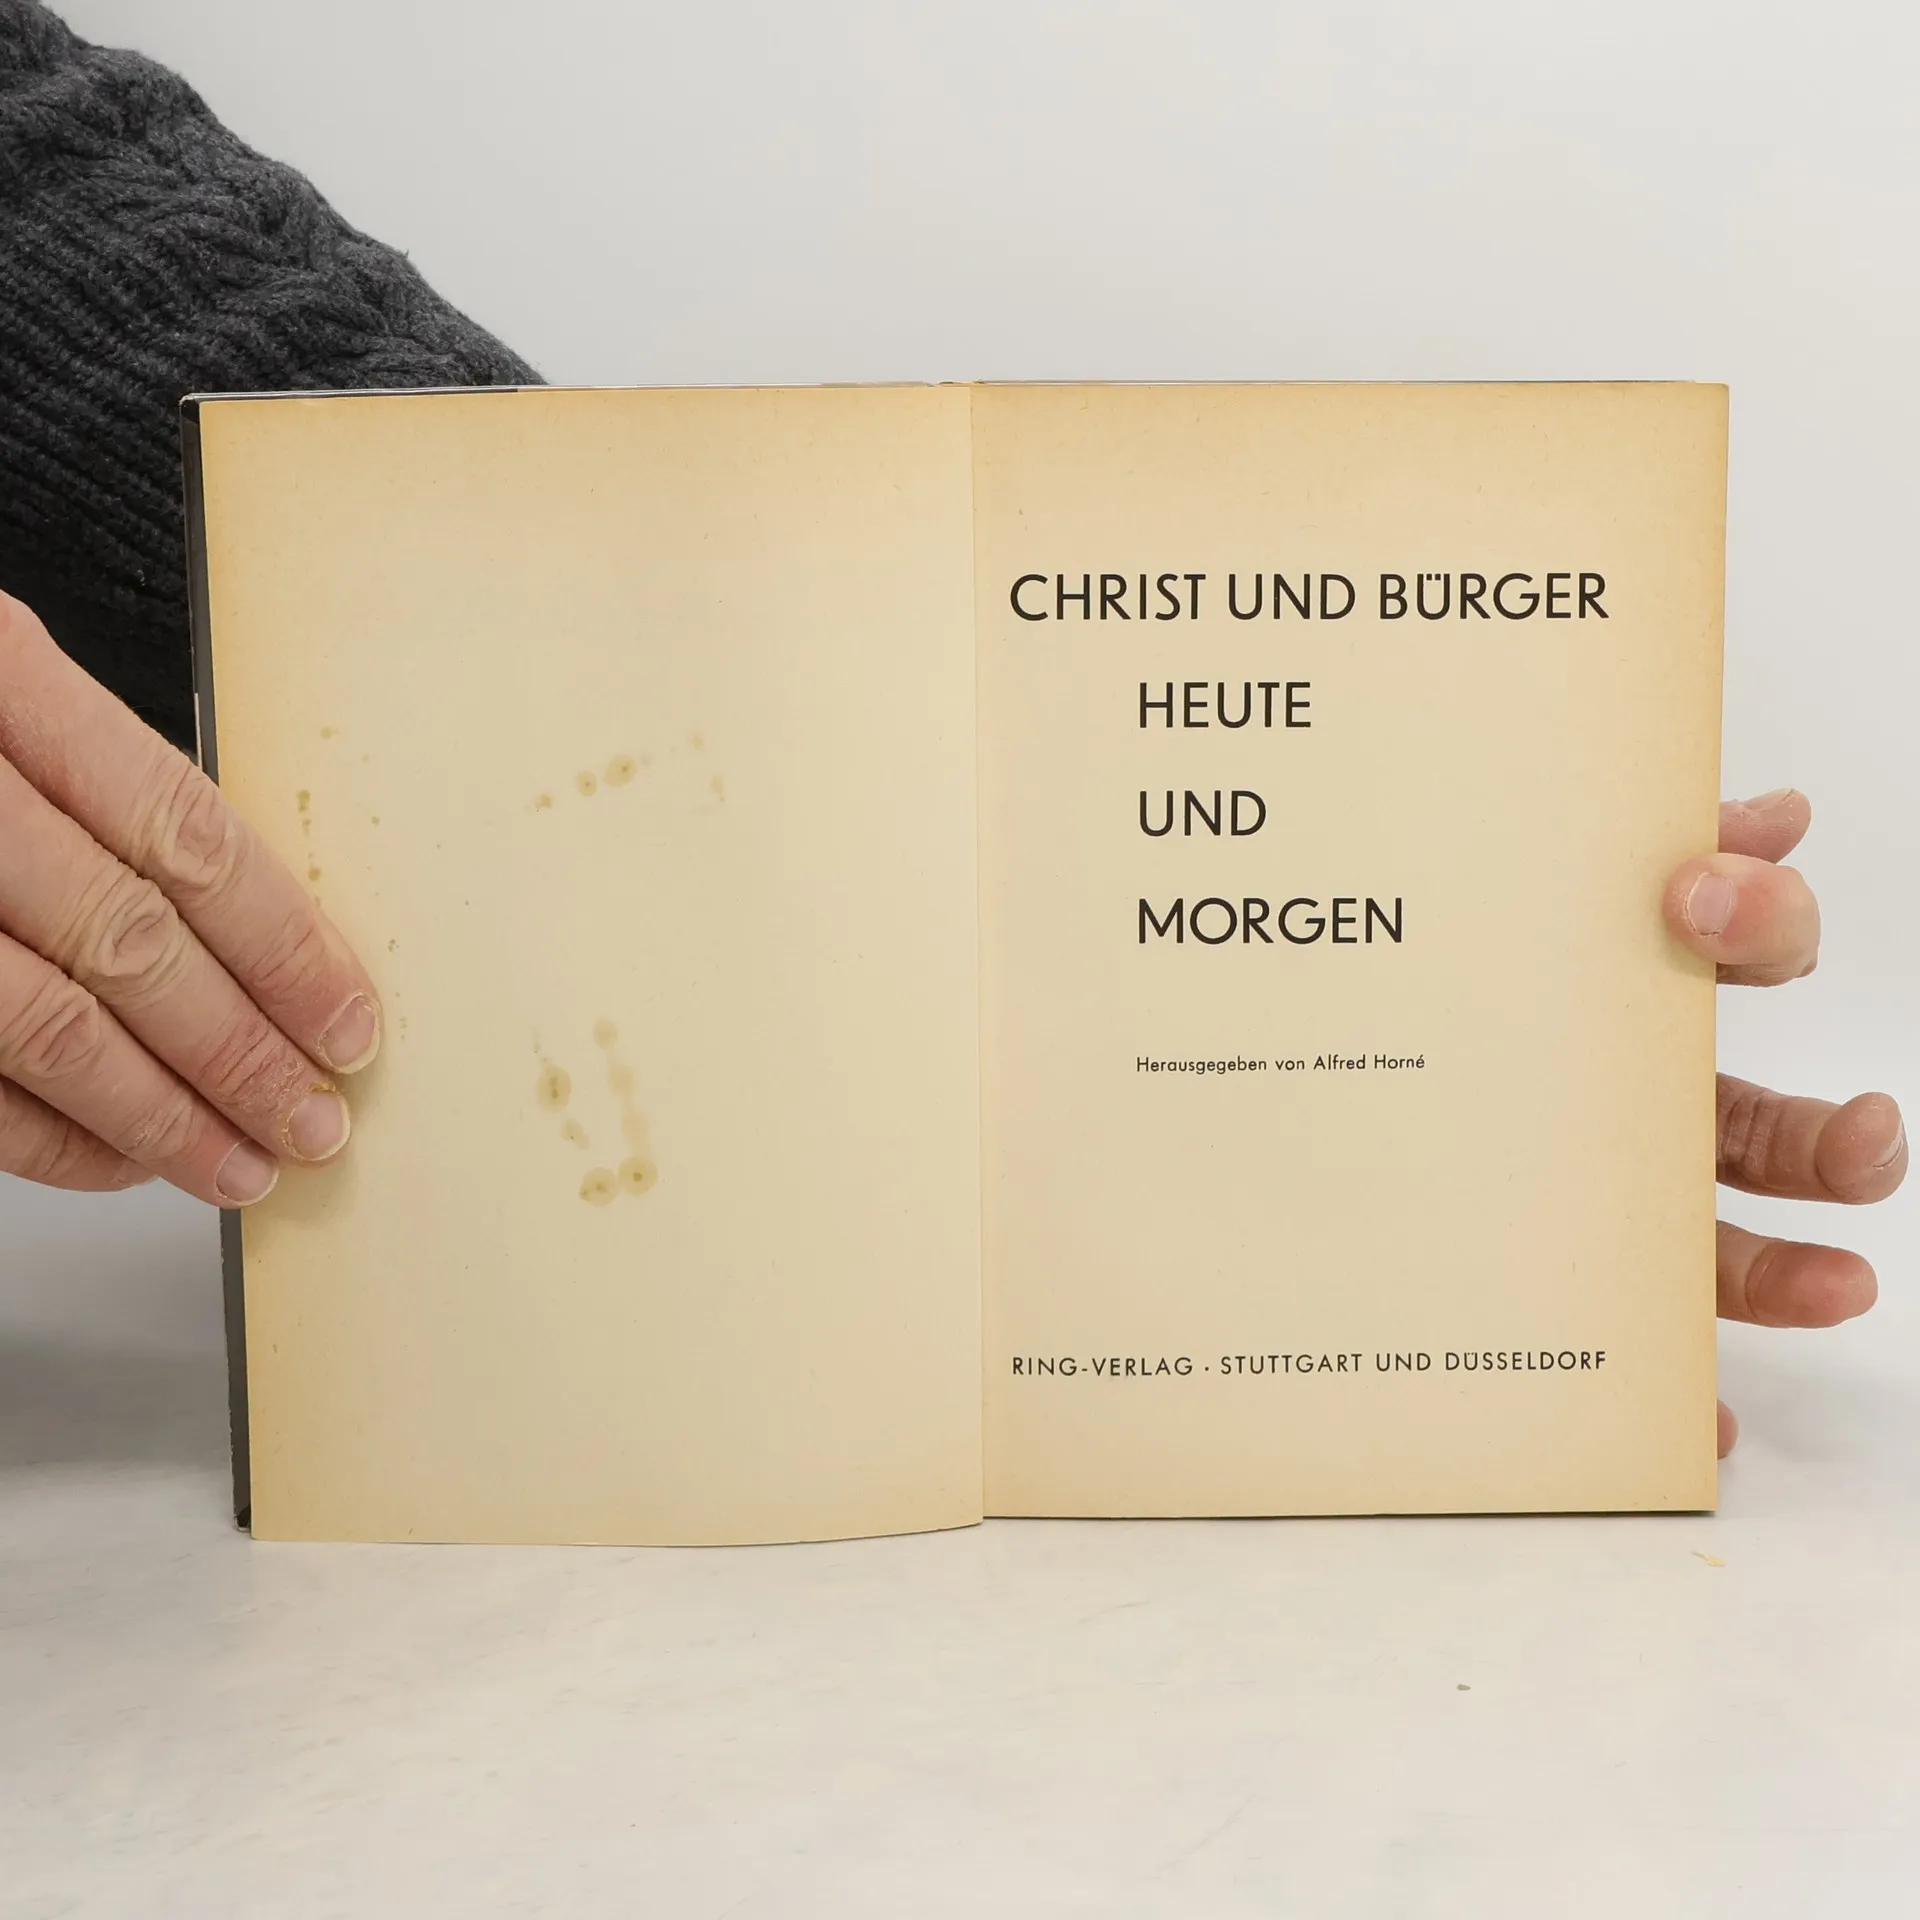 CHRIST UND BÜRGER
HEUTE
UND
MORGEN
Herausgegeben von Alfred Horné
RING-VERLAG · STUTTGART UND DÜSSELDORF